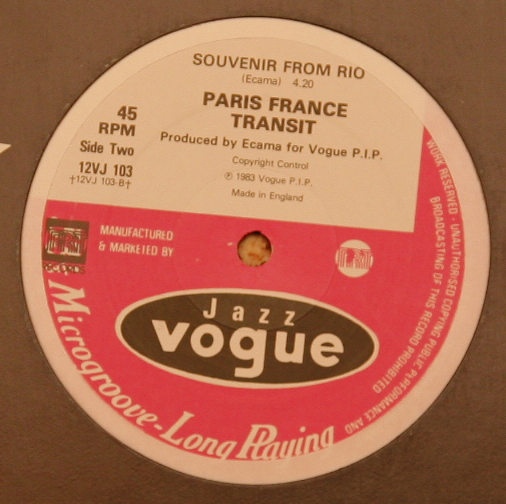 SOUVENIR FROM RIO
(Ecama) 4.20
PARIS FRANCE
TRANSIT
45
RPM
Side Two
12VJ 103
†12VJ 103-B†
Produced by Ecama for Vogue P.I.P.
Copyright Control
℗ 1983 Vogue P.I.P.
Made in England
MANUFACTURED
& MARKETED BY
Jazz
vogue
Microgroove-Long Playing
WORK RESERVED - UNAUTHORISED COPYING PUBLIC PERFORMANCE AND
BROADCASTING OF THIS RECORD PROHIBITED